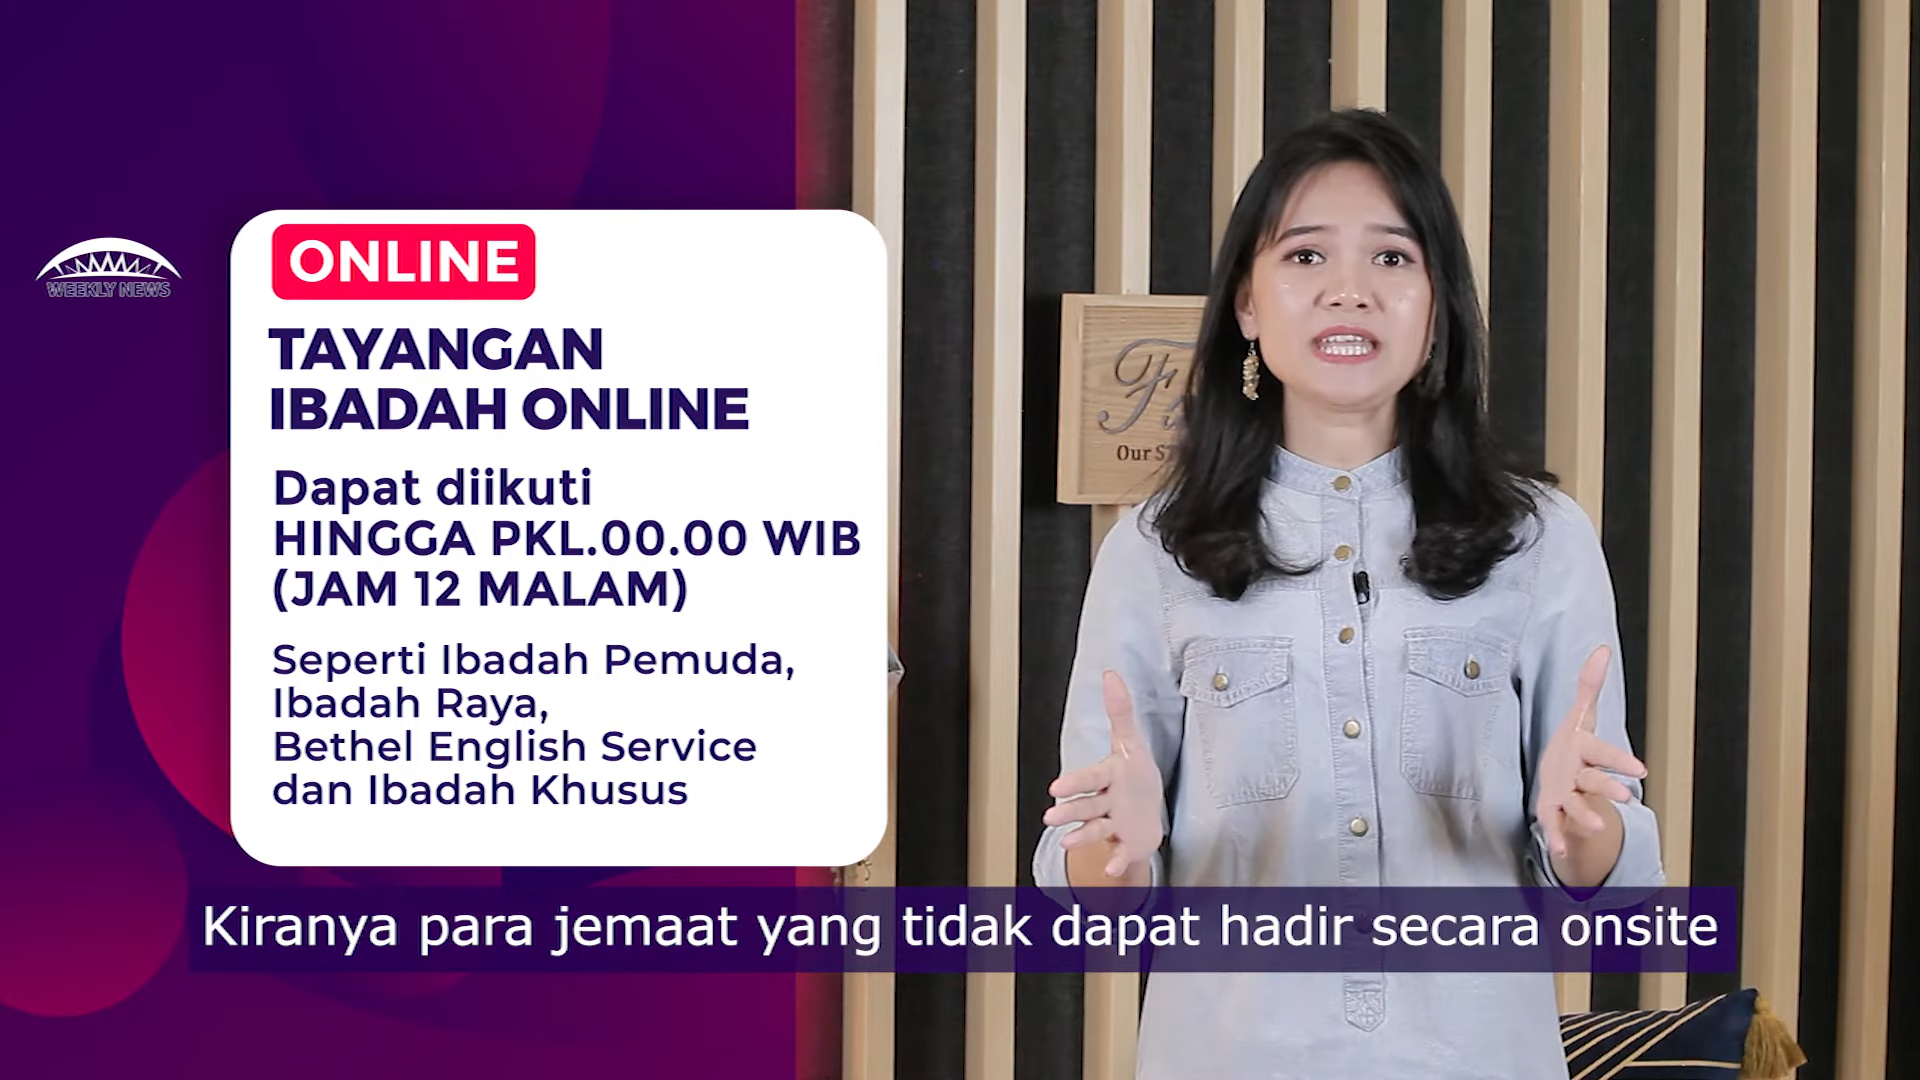 WEEKLY NEWS
ONLINE
TAYANGAN
IBADAH ONLINE
Dapat diikuti
HINGGA PKL.00.00 WIB
(JAM 12 MALAM)
Seperti Ibadah Pemuda,
Ibadah Raya,
Bethel English Service
dan Ibadah Khusus
Our
Kiranya para jemaat yang tidak dapat hadir secara onsite